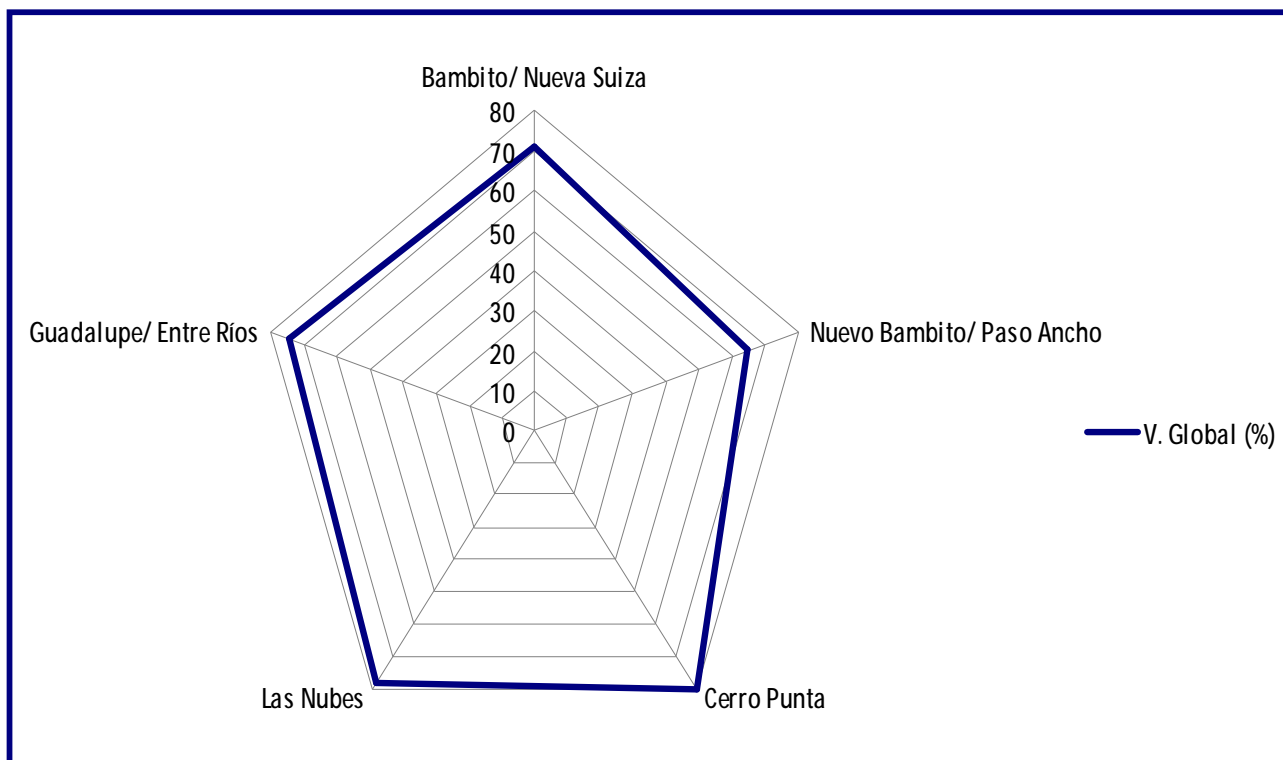 Bambito/ Nueva Suiza
80
70
60
50
40
30
20
10
0
Guadalupe/ Entre Ríos
Nuevo Bambito/ Paso Ancho
V. Global (%)
Las Nubes
Cerro Punta